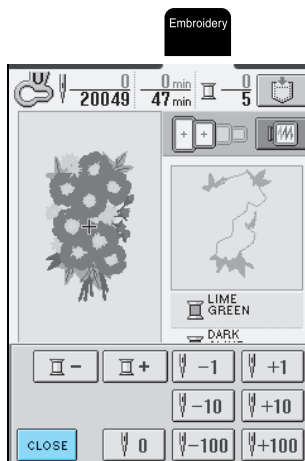 Embroidery
U
0 0 min 0
20049 47 min 5
LIME
GREEN
DARK
- + -1 +1
-10 +10
CLOSE 0 -100 +100